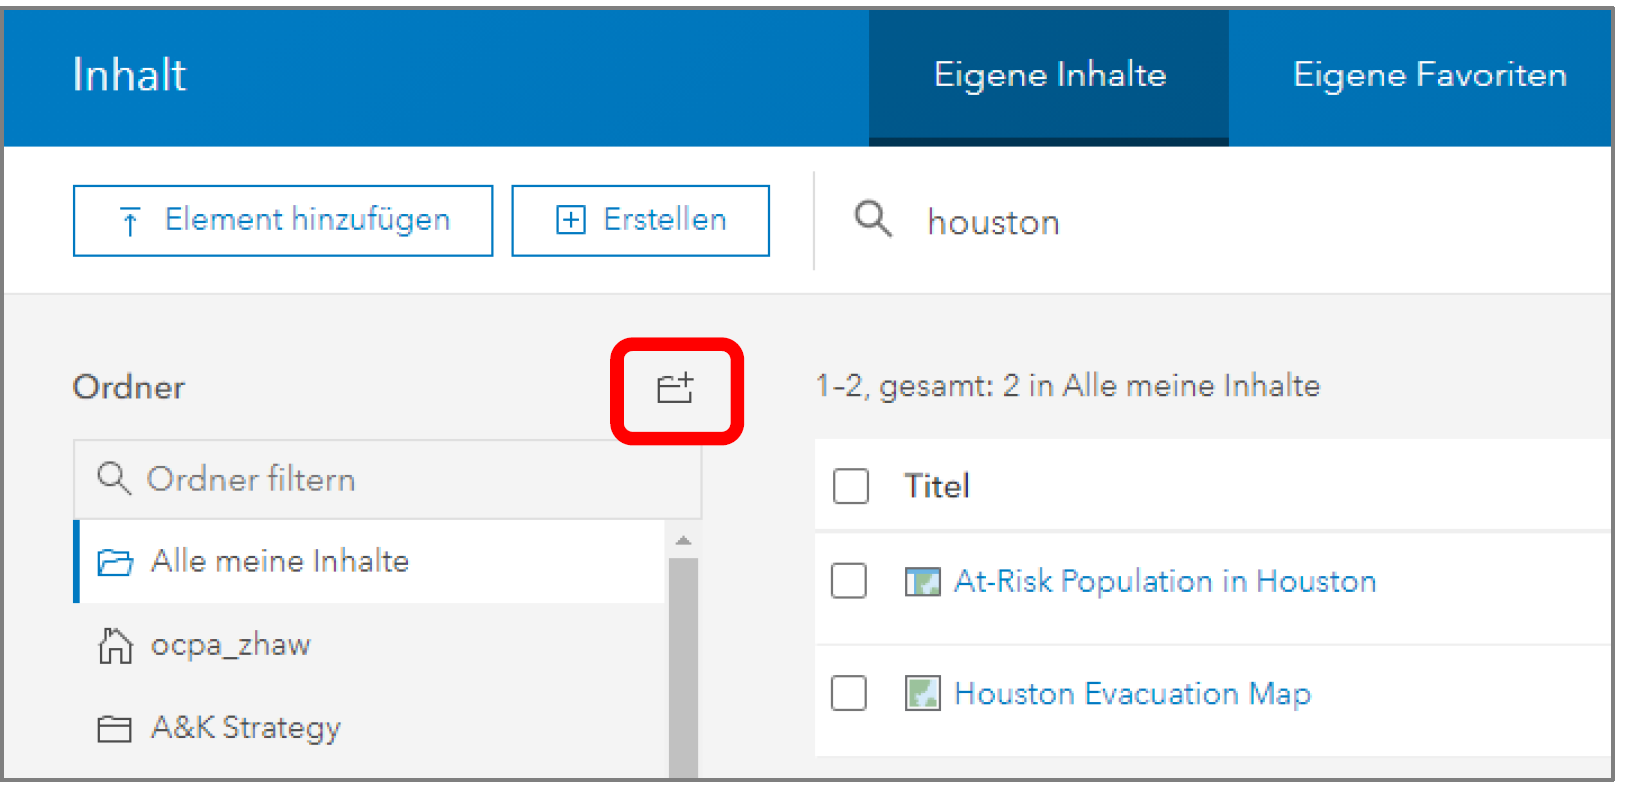 Inhalt
Eigene Inhalte
Eigene Favoriten
Element hinzufügen
Erstellen
houston
Ordner
1-2, gesamt: 2 in Alle meine Inhalte
Ordner filtern
Titel
Alle meine Inhalte
At-Risk Population in Houston
ocpa_zhaw
Houston Evacuation Map
A&K Strategy